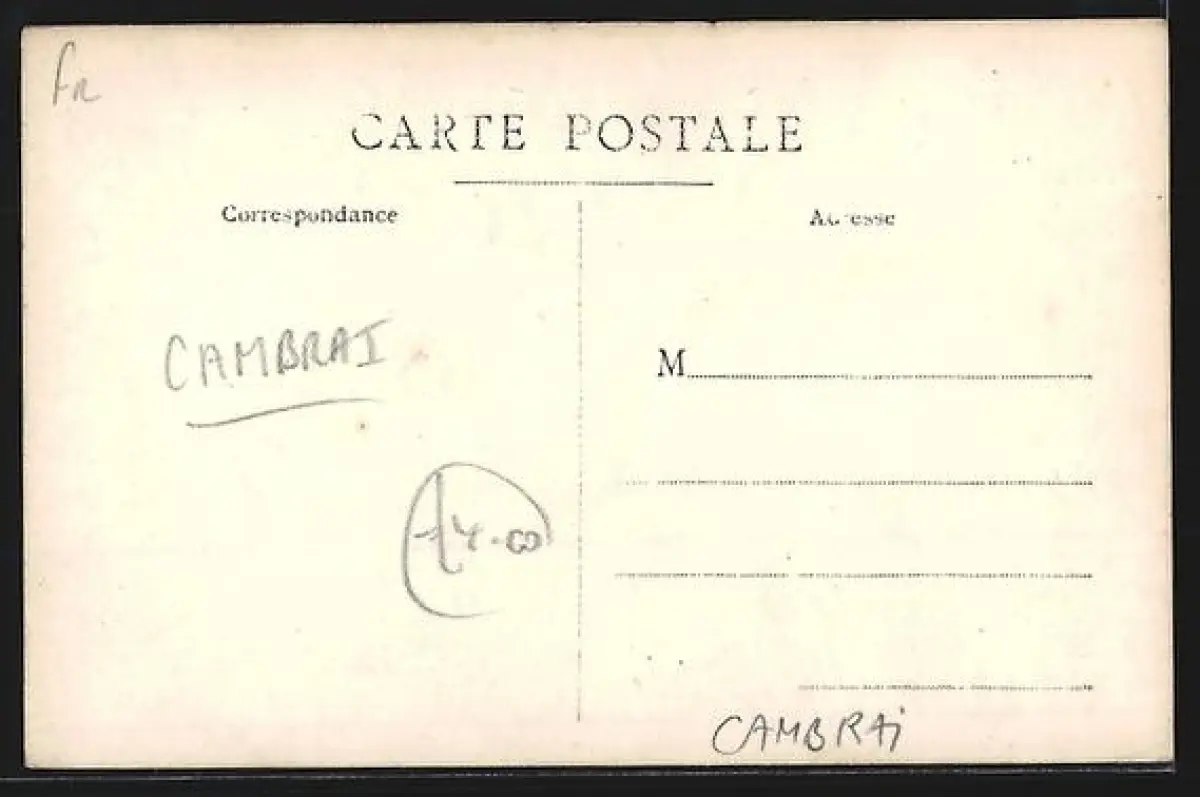 Fr
CARTE POSTALE
Correspondance
Adresse
CAMBRAI
M
14.00
CAMBRAi